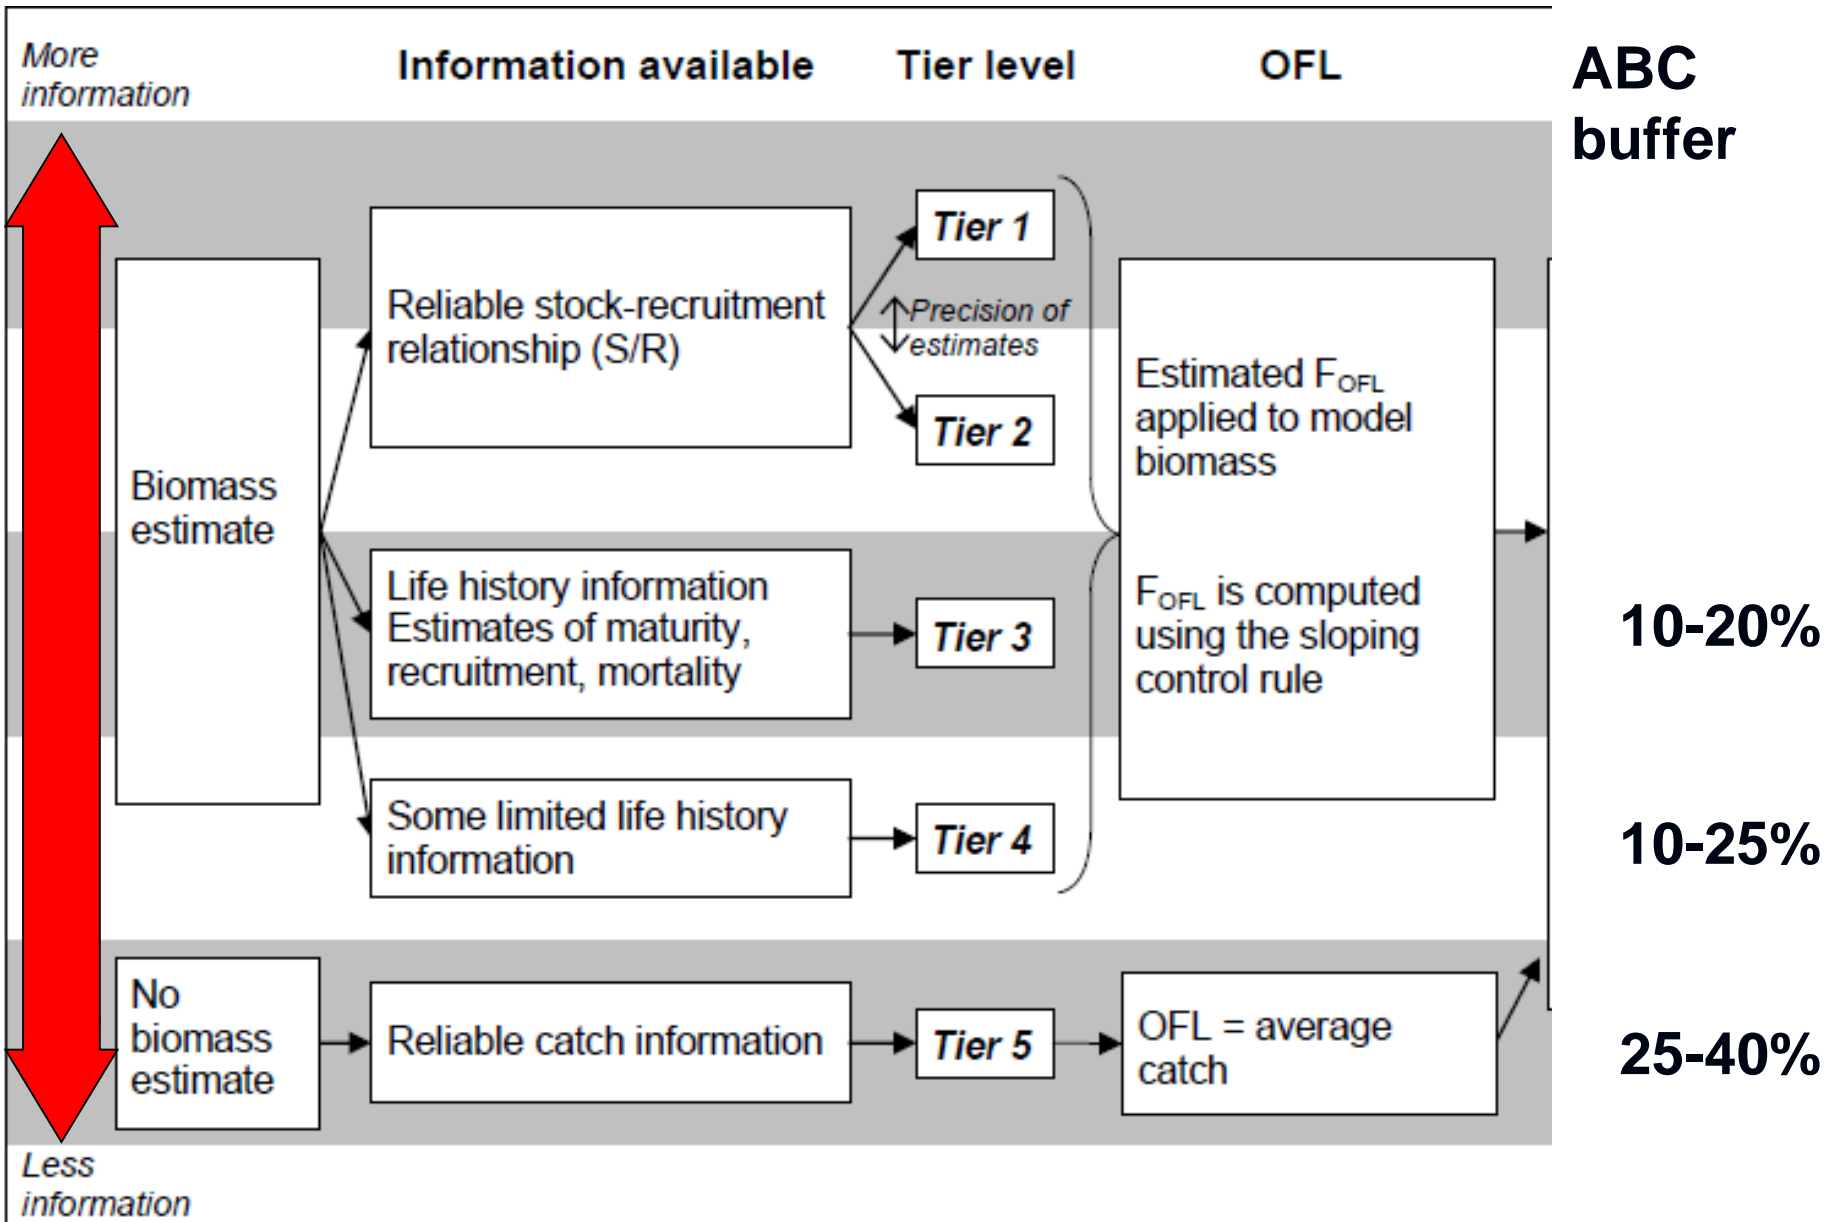 More
information
Information available
Tier level
OFL
ABC
buffer
Biomass
estimate
Reliable stock-recruitment
relationship (S/R)
Tier 1
Precision of
estimates
Tier 2
Life history information
Estimates of maturity,
recruitment, mortality
Tier 3
Some limited life history
information
Tier 4
Estimated FOFL
applied to model
biomass
FOFL is computed
using the sloping
control rule
10-20%
10-25%
No
biomass
estimate
Reliable catch information
Tier 5
OFL = average
catch
25-40%
Less
information